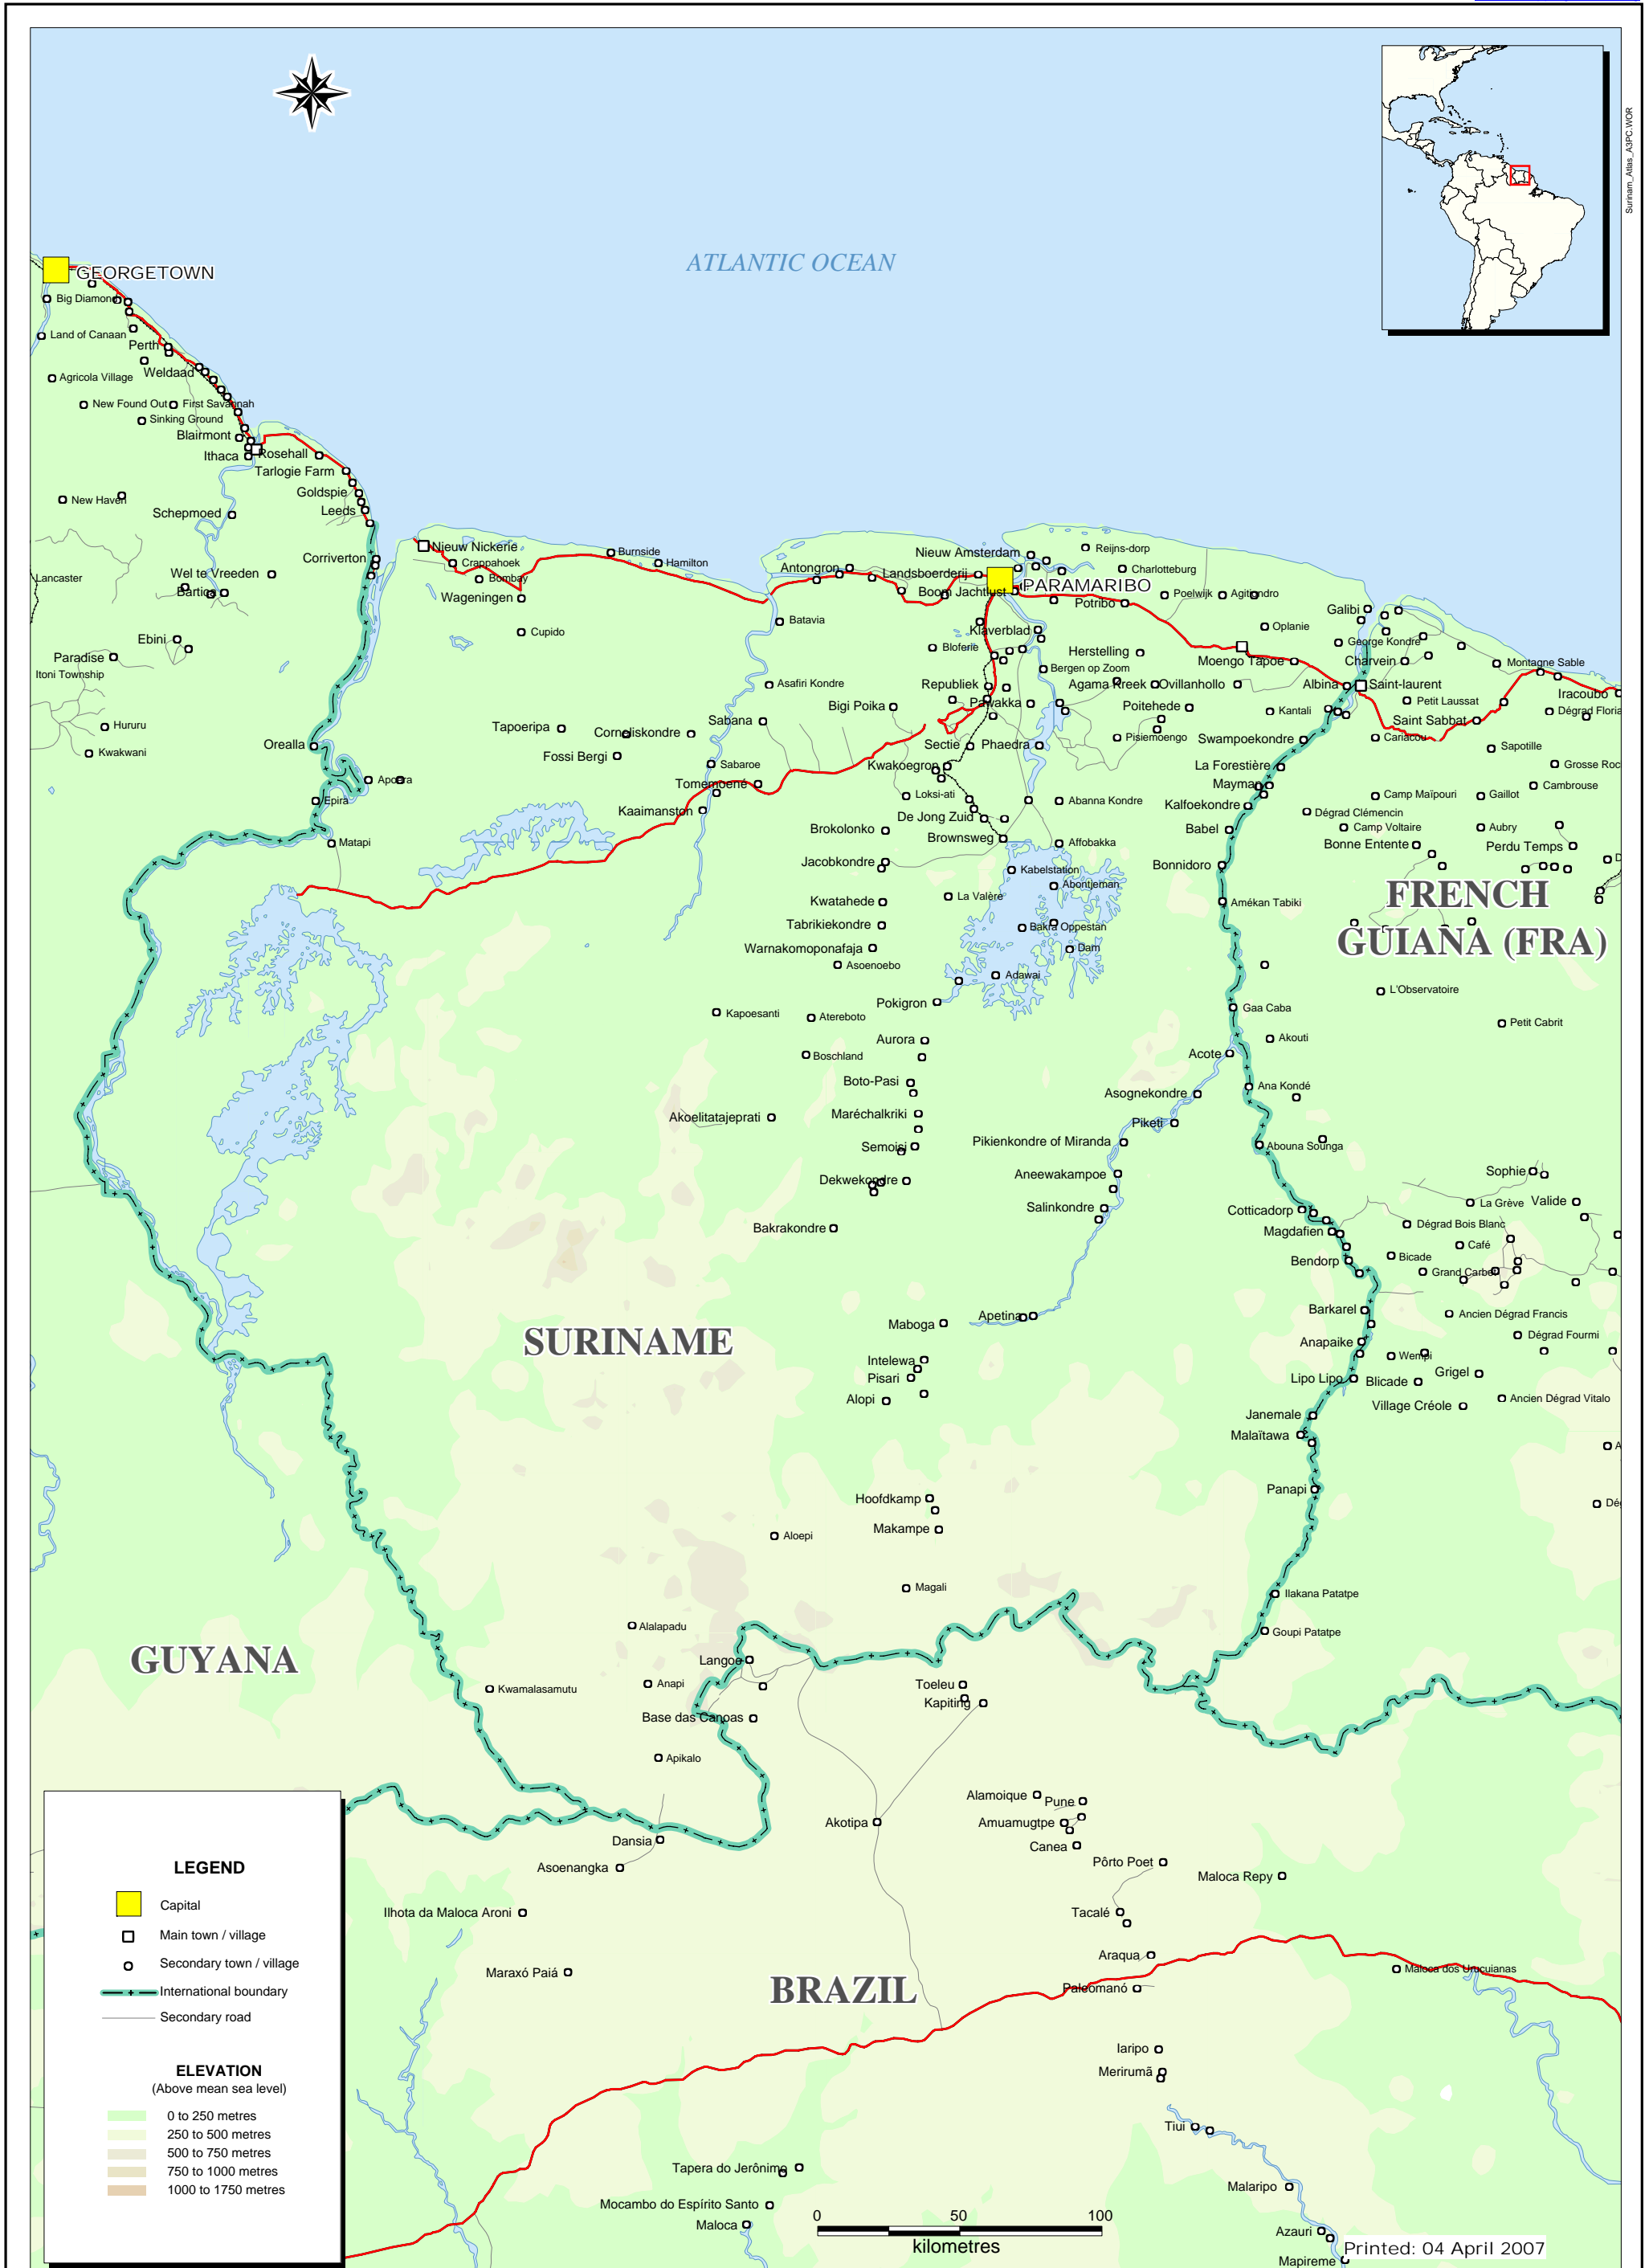 Surinam_Atlas_A3PC.WOR
ATLANTIC OCEAN
GEORGETOWN
Big Diamond
Land of Canaan
Perth
Weldaad
Agricola Village
New Found Out
First Savannah
Sinking Ground
Blairmont
Ithaca
Rosehall
Tarlogie Farm
Goldspie
New Haven
Leeds
Schepmoed
Corriverton
Lancaster
Wel te Vreeden
Bartica
Ebini
Paradise
Itoni Township
Hururu
Kwakwani
Orealla
Apoera
Epira
Matapi
Nieuw Nickerie
Crappahoek
Bombay
Wageningen
Burnside
Hamilton
Cupido
Antongron
Landsboerderij
Nieuw Amsterdam
Reijns-dorp
Charlotteburg
PARAMARIBO
Boom Jachtlust
Potribo
Poelwijk
Agitiondro
Galibi
Batavia
Klaverblad
Oplanie
George Kondre
Bloferie
Herstelling
Moengo Tapoe
Charvein
Montagne Sable
Bergen op Zoom
Asafiri Kondre
Republiek
Agama Kreek
Ovillanhollo
Albina
Saint-laurent
Iracoubo
Pawakka
Bigi Poika
Poitehede
Kantali
Petit Laussat
Dégrad Floria
Sabana
Saint Sabbat
Tapoeripa
Corneliskondre
Pisiemoengo
Swampoekondre
Cariacou
Sapotille
Fossi Bergi
Sectie
Phaedra
Sabaroe
Kwakoegron
La Forestière
Grosse Roc
Tomemoerie
Mayman
Cambrouse
Loksi-ati
Abanna Kondre
Kalfoekondre
Camp Maïpouri
Gaillot
Kaaimanston
De Jong Zuid
Dégrad Clémencin
Brokolonko
Brownsweg
Affobakka
Babel
Camp Voltaire
Aubry
Bonne Entente
Perdu Temps
Jacobkondre
Kabelstation
Bonnidoro
Abontjeman
FRENCH
GUIANA (FRA)
La Valère
Kwatahede
Amékan Tabiki
Tabrikiekondre
Bakra Oppestan
Warnakomoponafaja
Dam
Asoenoebo
Adawai
L'Observatoire
Pokigron
Gaa Caba
Kapoesanti
Atereboto
Petit Cabrit
Aurora
Akouti
Boschland
Acote
Boto-Pasi
Ana Kondé
Asognekondre
Akoelitatajeprati
Maréchalkriki
Piketi
Semoisi
Pikienkondre of Miranda
Abouna Sounga
Dekwekondre
Aneewakampoe
Sophie
Salinkondre
Cotticadorp
La Grève
Valide
Bakrakondre
Magdafien
Dégrad Bois Blanc
Bendorp
Bicade
Café
Grand Carbet
Barkarel
Ancien Dégrad Francis
SURINAME
Maboga
Apetina
Anapaike
Dégrad Fourmi
Intelewa
Wempi
Pisari
Lipo Lipo
Blicade
Grigel
Alopi
Village Créole
Ancien Dégrad Vitalo
Janemale
Malaïtawa
Panapi
Hoofdkamp
Dég
Makampe
Aloepi
Magali
Ilakana Patatpe
Alalapadu
Goupi Patatpe
GUYANA
Langoe
Kwamalasamutu
Anapi
Toeleu
Kapiting
Base das Canoas
Apikalo
Alamoique
Pune
Akotipa
Amuamugtpe
Dansia
Canea
Asoenangka
Pôrto Poet
Maloca Repy
Ilhota da Maloca Aroni
Tacalé
Araqua
Maraxó Paiá
BRAZIL
Paleomanó
Maloca dos Urucuianas
Iaripo
Merirumã
Tiui
Tapera do Jerônimo
Malaripo
Mocambo do Espírito Santo
Maloca
Azauri
Mapireme
LEGEND
Capital
Main town / village
Secondary town / village
International boundary
Secondary road
ELEVATION
(Above mean sea level)
0 to 250 metres
250 to 500 metres
500 to 750 metres
750 to 1000 metres
1000 to 1750 metres
0 50 100
kilometres
Printed: 04 April 2007